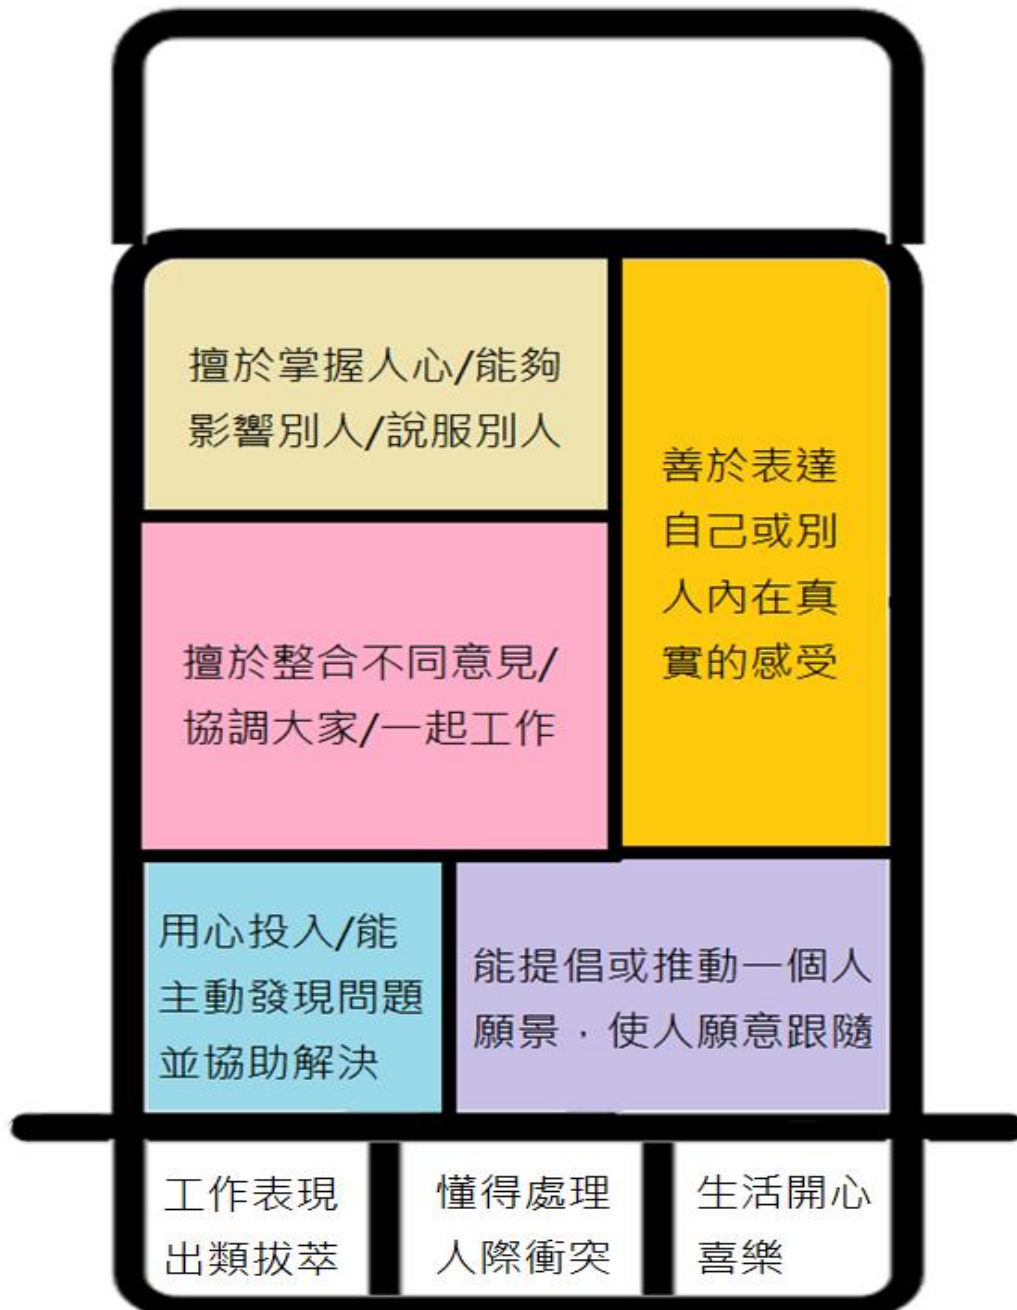 擅於掌握人心/能夠
影響別人/說服別人
善於表達
自己或別
人內在真
實的感受
擅於整合不同意見/
協調大家/一起工作
用心投入/能
主動發現問題
並協助解決
能提倡或推動一個人
願景，使人願意跟隨
工作表現
出類拔萃
懂得處理
人際衝突
生活開心
喜樂